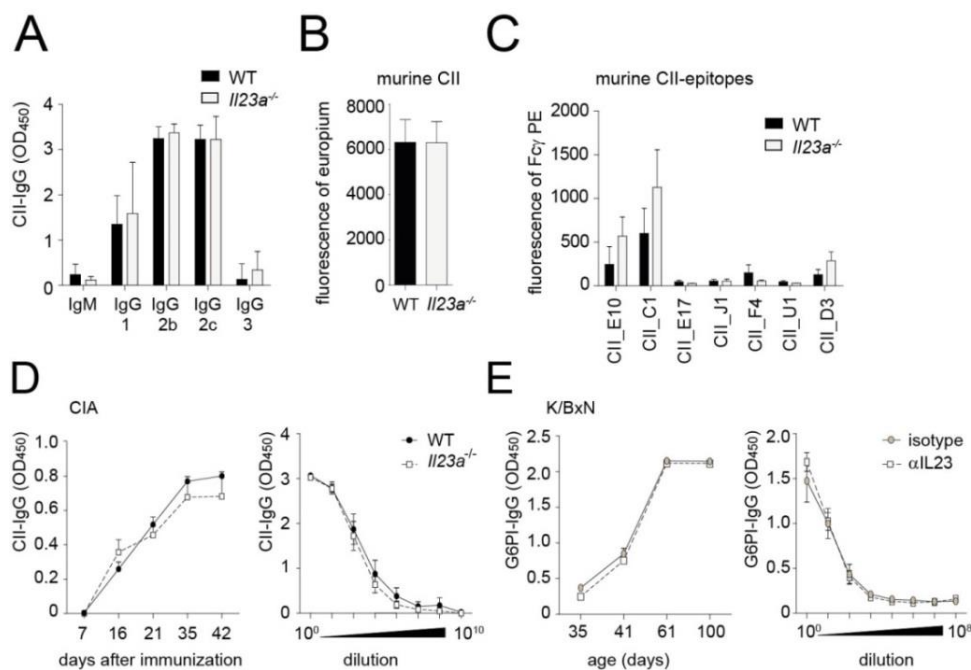 A
WT
Il23a-/-
CII-IgG (OD450)
4
3
2
1
0
IgM
IgG 1
IgG 2b
IgG 2c
IgG 3
B
murine CII
fluorescence of europium
8000
6000
4000
2000
0
WT Il23a-/-
C
murine CII-epitopes
WT
Il23a-/-
fluorescence of Fcγ PE
2000
1500
1000
500
0
CII_E10
CII_C1
CII_E17
CII_J1
CII_F4
CII_U1
CII_D3
D
CIA
CII-IgG (OD450)
1.0
0.8
0.6
0.4
0.2
0
7 16 21 35 42
days after immunization
WT
Il23a-/-
CII-IgG (OD450)
4
3
2
1
0
10^0 10^10
dilution
E
K/BxN
G6PI-IgG (OD450)
2.5
2.0
1.5
1.0
0.5
0
35 41 61 100
age (days)
isotype
αIL23
G6PI-IgG (OD450)
2.0
1.5
1.0
0.5
0
10^0 10^8
dilution